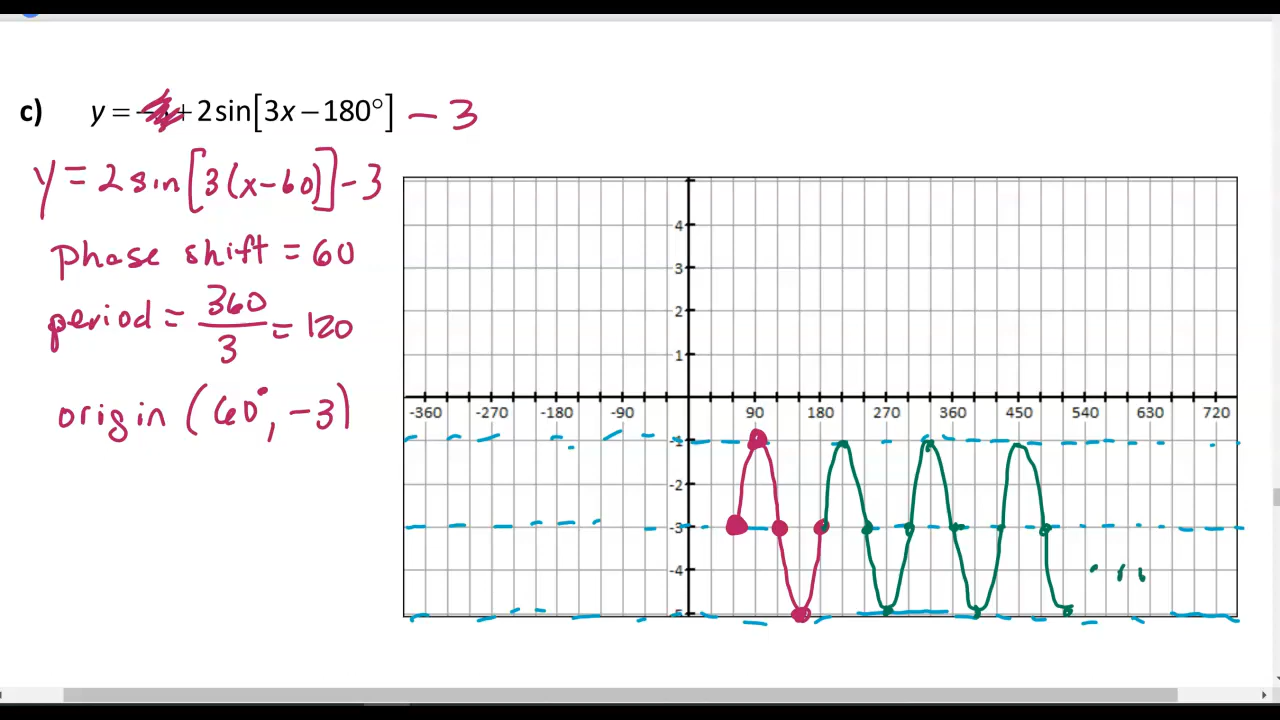 c) y = + 2sin[3x − 180°] − 3
y = 2 sin [3(x−60)] −3
phase shift = 60
period = 360/3 = 120
origin (60°, −3)
4
3
2
1
-360 -270 -180 -90 90 180 270 360 450 540 630 720
-1
-2
-3
-4
-5